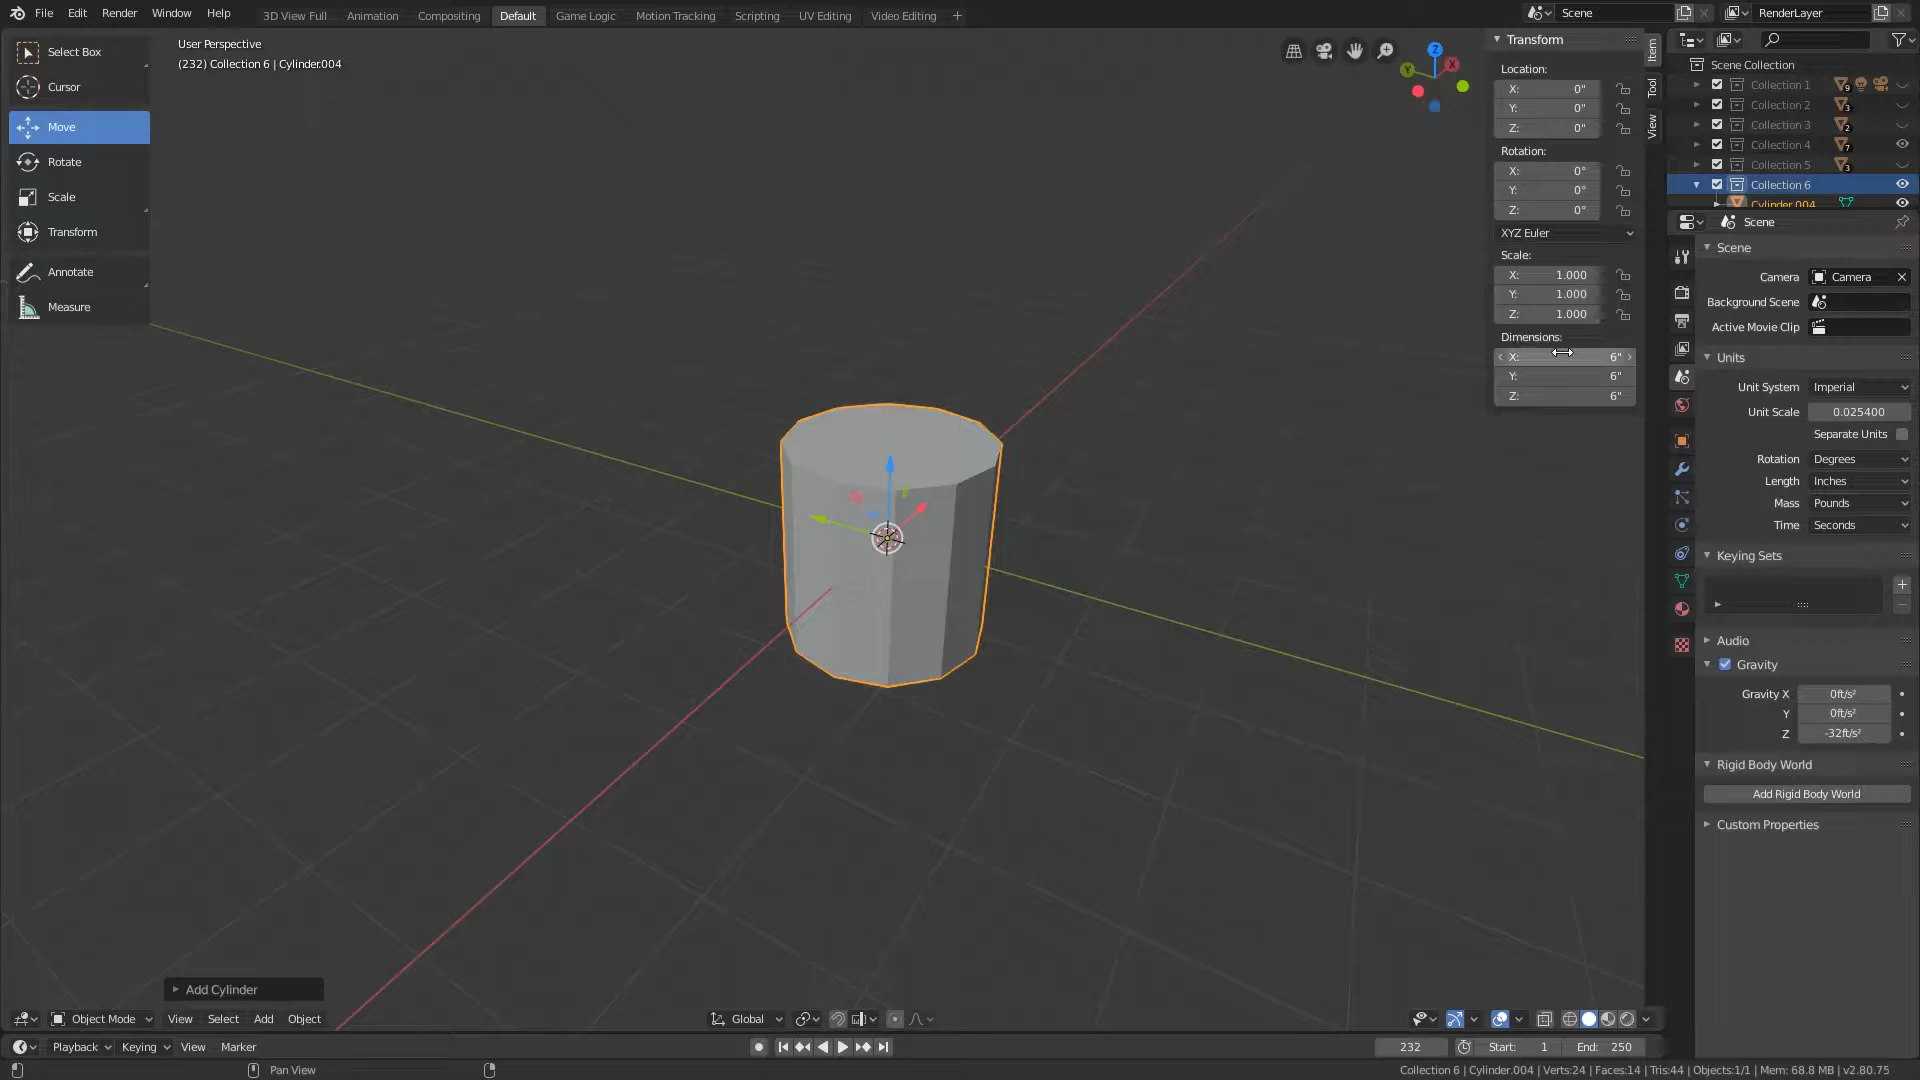 File Edit Render Window Help
3D View Full Animation Compositing Default Game Logic Motion Tracking Scripting UV Editing Video Editing +
Scene
RenderLayer
Select Box
Cursor
Move
Rotate
Scale
Transform
Annotate
Measure
User Perspective
(232) Collection 6 | Cylinder.004
Z
Y
X
Transform
Location:
X: 0"
Y: 0"
Z: 0"
Rotation:
X: 0°
Y: 0°
Z: 0°
XYZ Euler
Scale:
X: 1.000
Y: 1.000
Z: 1.000
Dimensions:
X: 6"
Y: 6"
Z: 6"
Item
Tool
View
Scene Collection
Collection 1 9
Collection 2 3
Collection 3 2
Collection 4 7
Collection 5 3
Collection 6
Cylinder.004
Scene
Scene
Camera Camera
Background Scene
Active Movie Clip
Units
Unit System Imperial
Unit Scale 0.025400
Separate Units
Rotation Degrees
Length Inches
Mass Pounds
Time Seconds
Keying Sets
Audio
Gravity
Gravity X 0ft/s²
Y 0ft/s²
Z -32ft/s²
Rigid Body World
Add Rigid Body World
Custom Properties
Add Cylinder
Object Mode View Select Add Object
Global
Playback Keying View Marker
232 Start: 1 End: 250
Pan View
Collection 6 | Cylinder.004 | Verts:24 | Faces:14 | Tris:44 | Objects:1/1 | Mem: 68.8 MB | v2.80.75